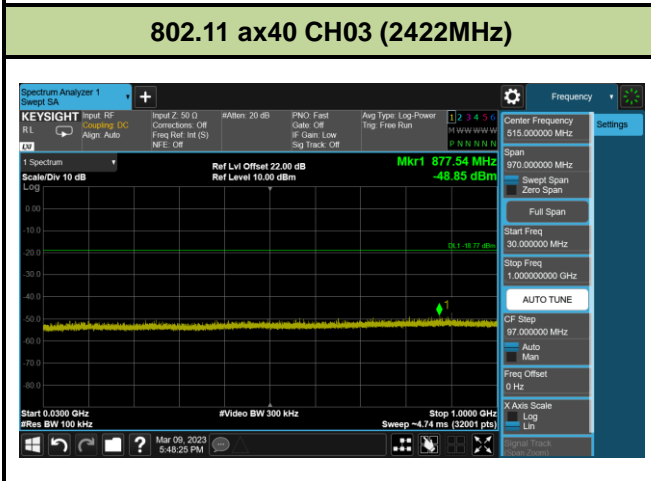 802.11 ax40 CH03 (2422MHz)
Spectrum Analyzer 1
Swept SA
+
Frequency
KEYSIGHT
RL
Input: RF
Coupling: DC
Align: Auto
Input Z: 50 Ω
Corrections: Off
Freq Ref: Int (S)
NFE: Off
#Atten: 20 dB
PNO: Fast
Gate: Off
IF Gain: Low
Sig Track: Off
Avg Type: Log-Power
Trig: Free Run
1 2 3 4 5 6
M W W W W W
P N N N N N
1 Spectrum
Scale/Div 10 dB
Log
Ref Lvl Offset 22.00 dB
Ref Level 10.00 dBm
Mkr1 877.54 MHz
-48.85 dBm
0.00
-10.0
-20.0
-30.0
-40.0
-50.0
-60.0
-70.0
-80.0
DL1 -18.77 dBm
1
Start 0.0300 GHz
#Res BW 100 kHz
#Video BW 300 kHz
Stop 1.0000 GHz
Sweep ~4.74 ms (32001 pts)
Center Frequency
515.000000 MHz
Settings
Span
970.000000 MHz
Swept Span
Zero Span
Full Span
Start Freq
30.000000 MHz
Stop Freq
1.000000000 GHz
AUTO TUNE
CF Step
97.000000 MHz
Auto
Man
Freq Offset
0 Hz
X Axis Scale
Log
Lin
Signal Track
(Span Zoom)
?
Mar 09, 2023
5:48:25 PM